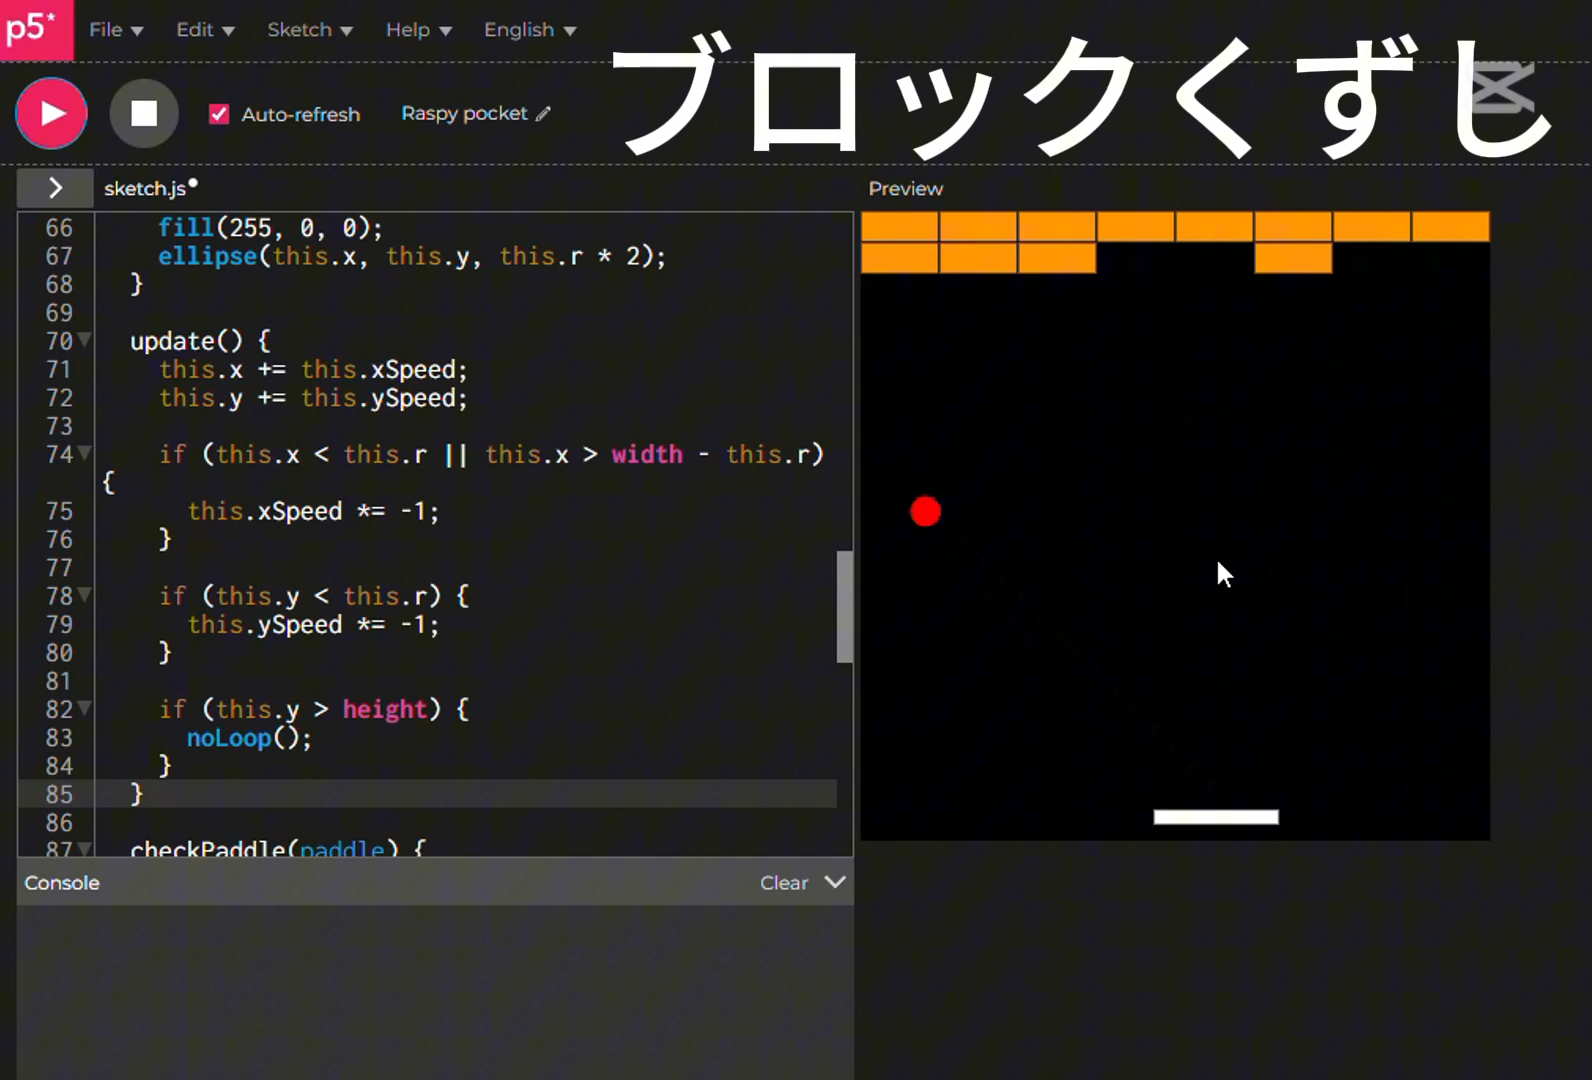 p5*
File Edit Sketch Help English
ブロックくずし
Auto-refresh Raspy pocket
sketch.js
Preview
66 fill(255, 0, 0);
67 ellipse(this.x, this.y, this.r * 2);
68 }
69
70 update() {
71 this.x += this.xSpeed;
72 this.y += this.ySpeed;
73
74 if (this.x < this.r || this.x > width - this.r)
{
75 this.xSpeed *= -1;
76 }
77
78 if (this.y < this.r) {
79 this.ySpeed *= -1;
80 }
81
82 if (this.y > height) {
83 noLoop();
84 }
85 }
86
87 checkPaddle(paddle) {
Console Clear